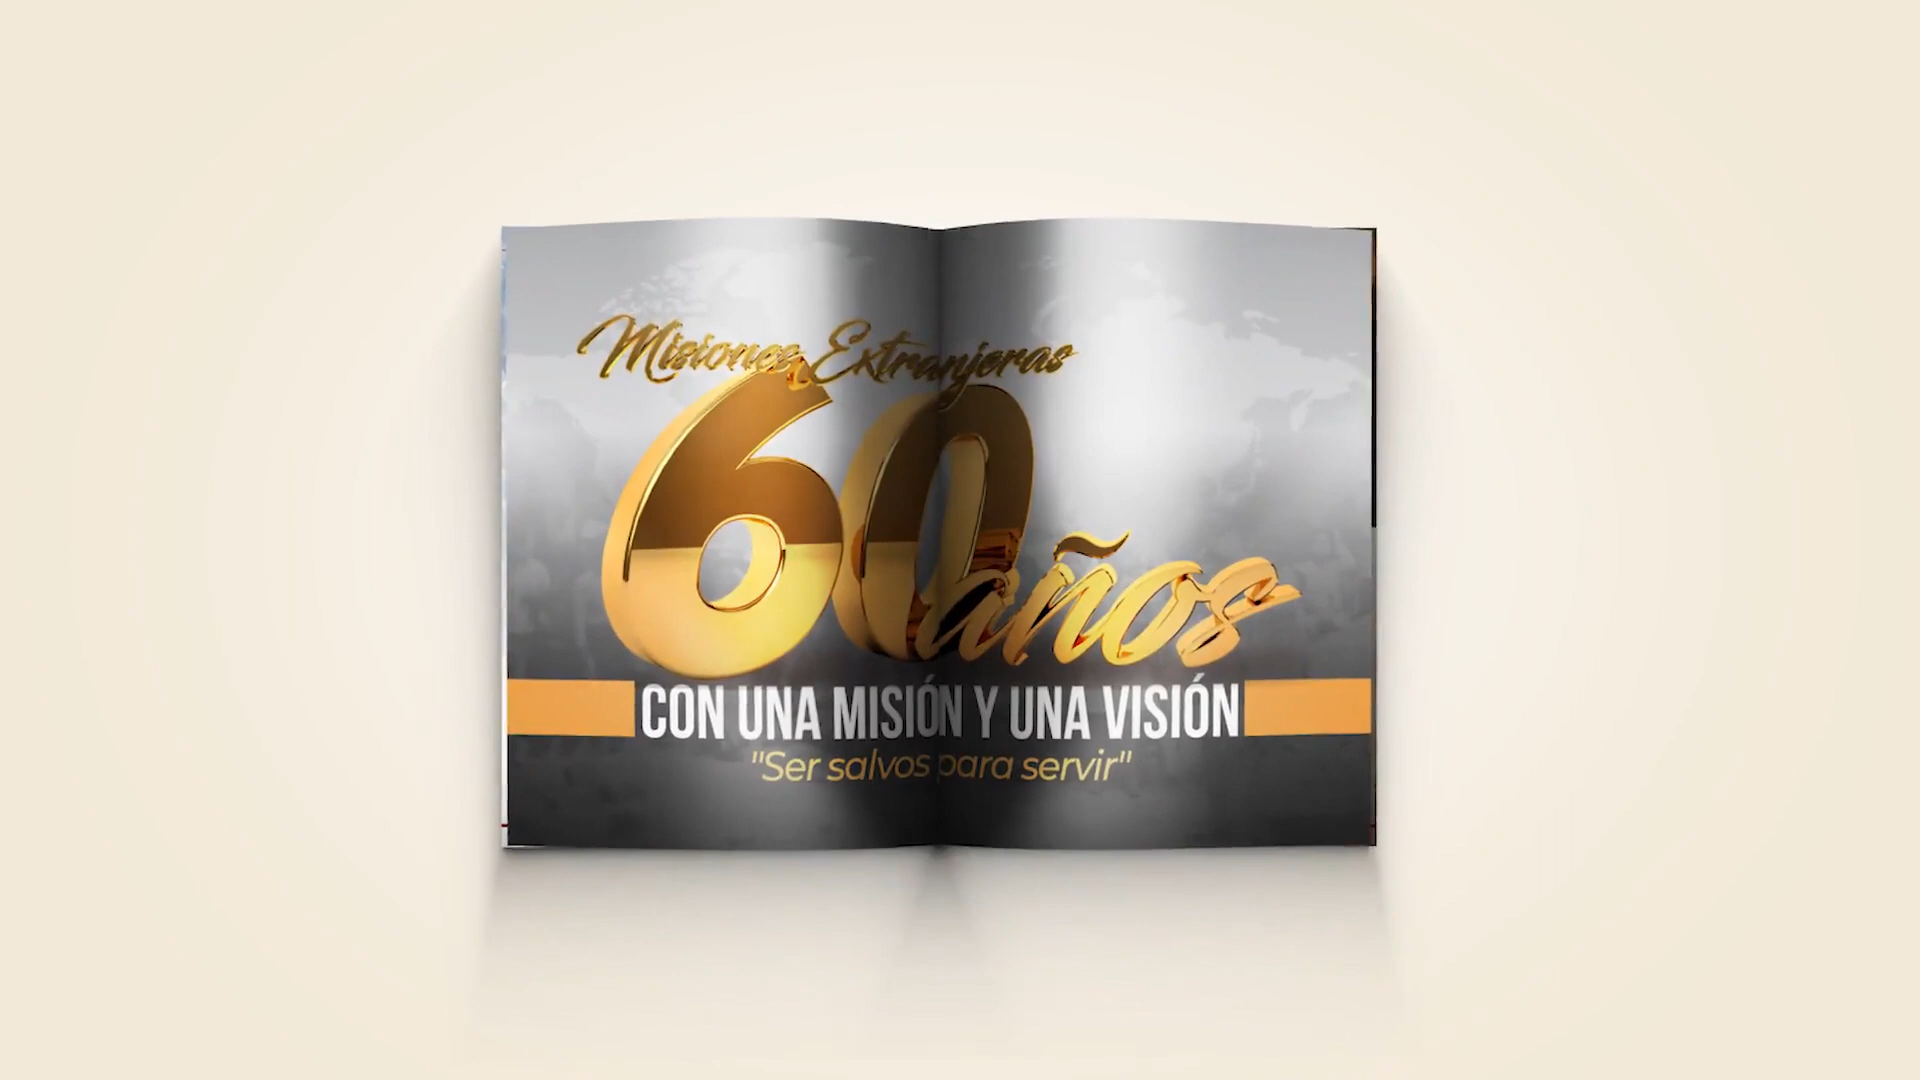 Misiones Extranjeras
60 años
CON UNA MISIÓN Y UNA VISIÓN
"Ser salvos para servir"